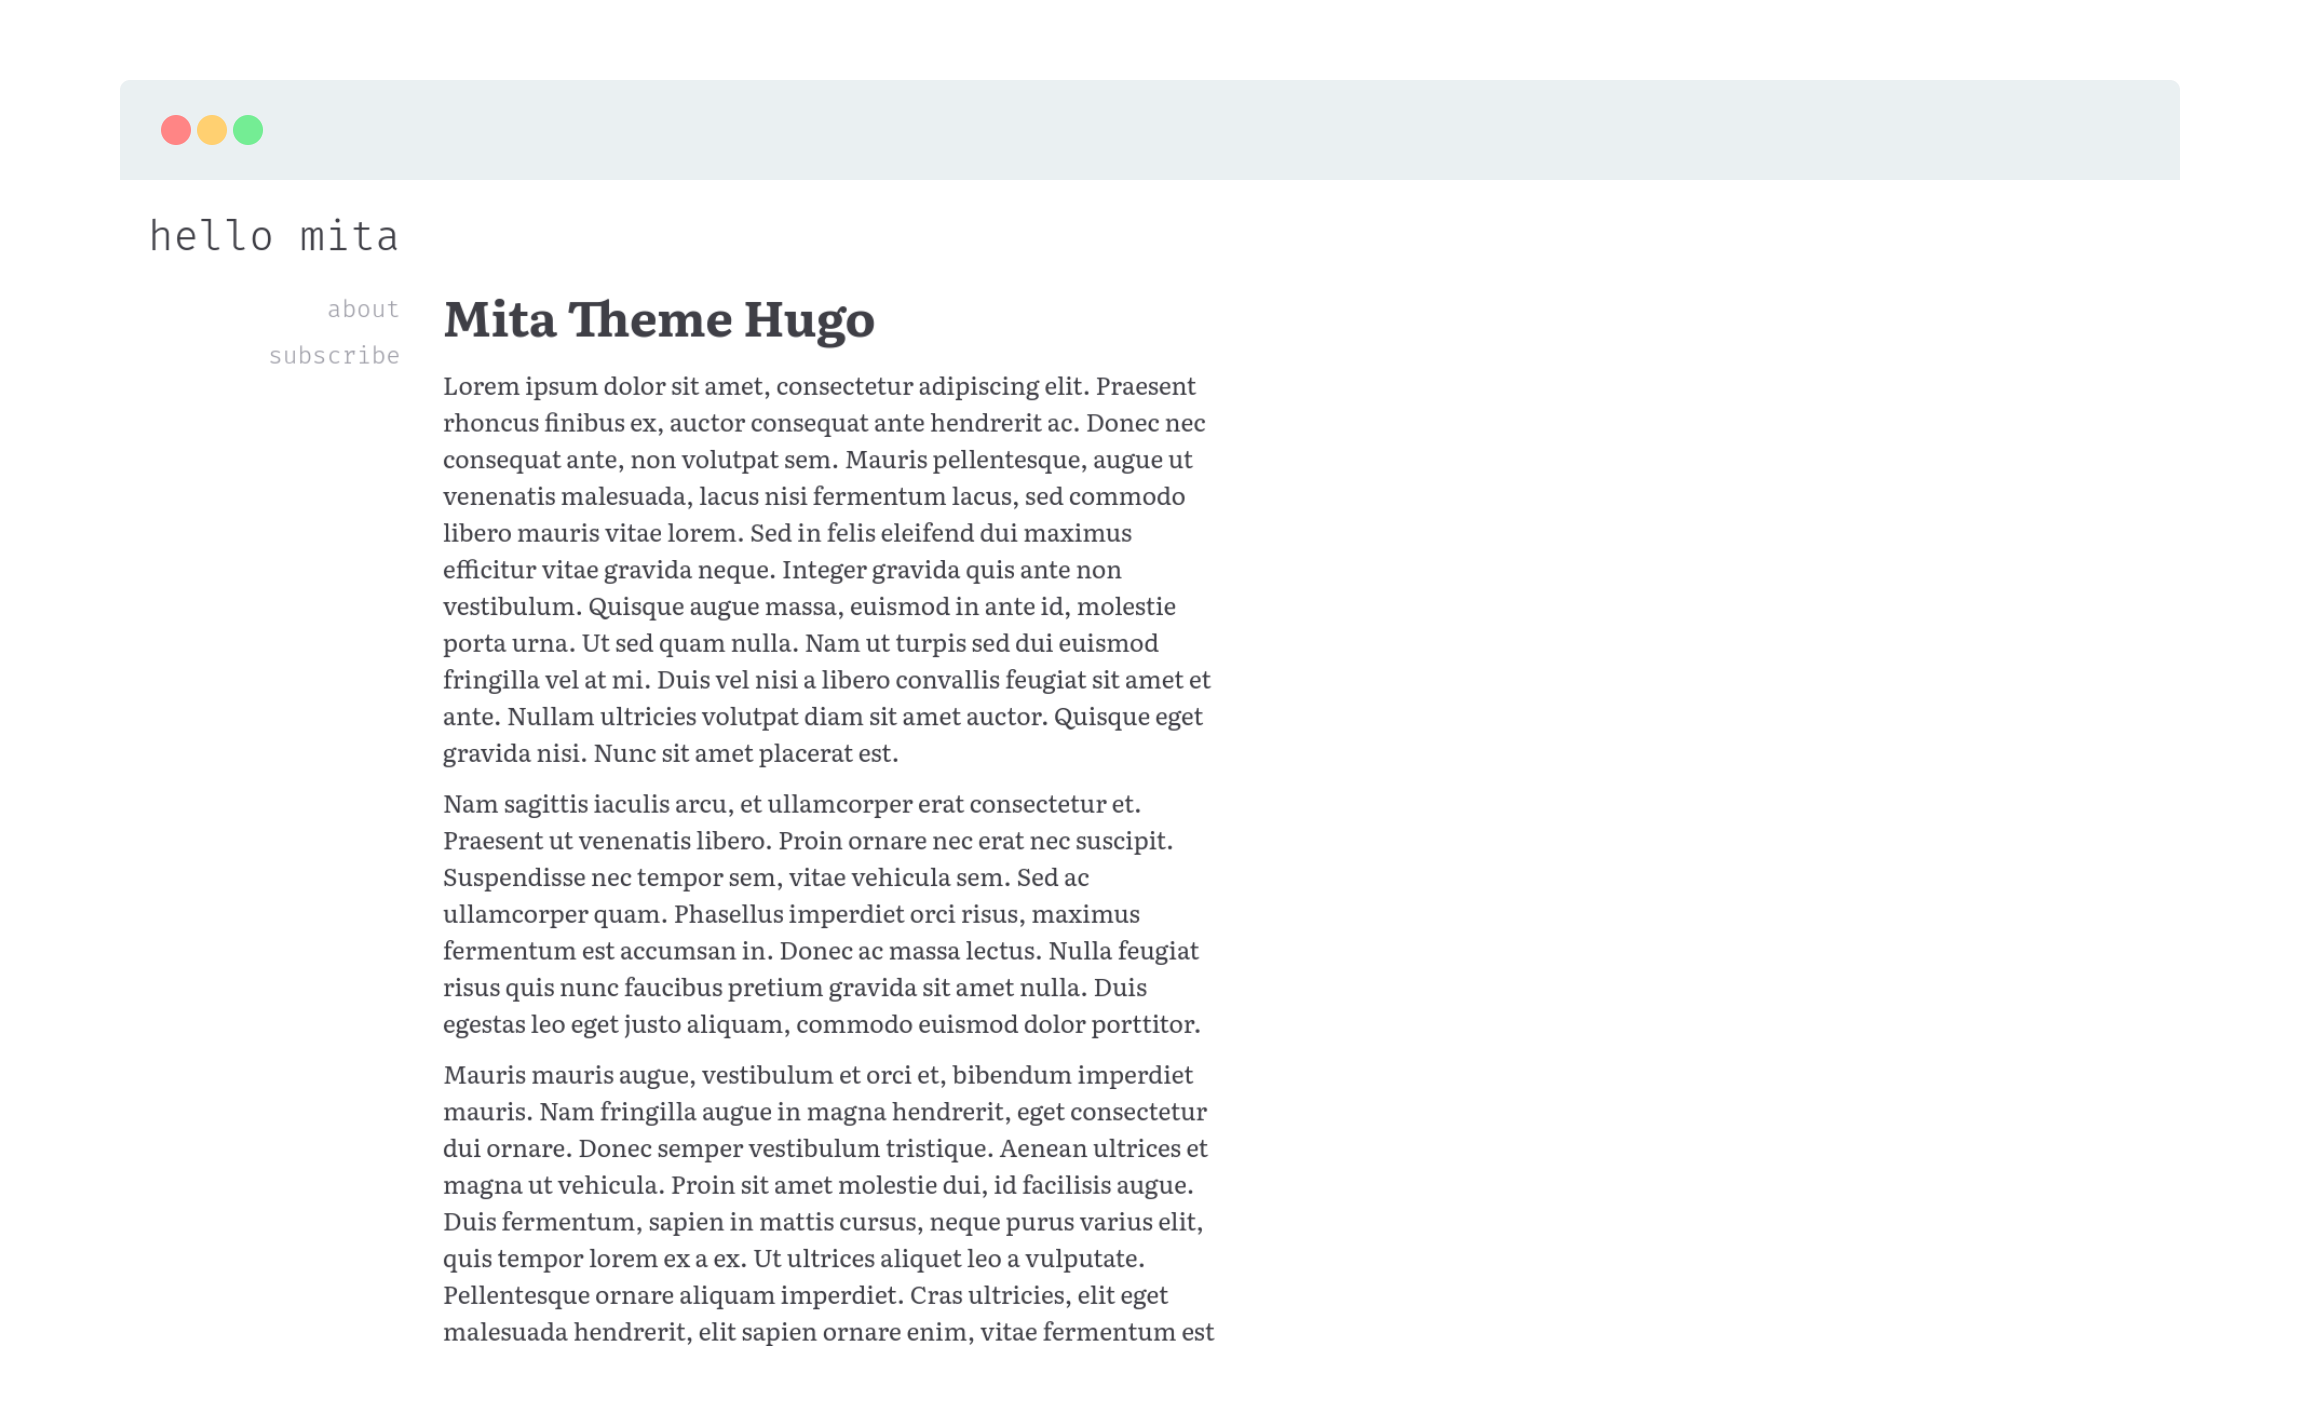 hello mita
about
subscribe
Mita Theme Hugo
Lorem ipsum dolor sit amet, consectetur adipiscing elit. Praesent
rhoncus finibus ex, auctor consequat ante hendrerit ac. Donec nec
consequat ante, non volutpat sem. Mauris pellentesque, augue ut
venenatis malesuada, lacus nisi fermentum lacus, sed commodo
libero mauris vitae lorem. Sed in felis eleifend dui maximus
efficitur vitae gravida neque. Integer gravida quis ante non
vestibulum. Quisque augue massa, euismod in ante id, molestie
porta urna. Ut sed quam nulla. Nam ut turpis sed dui euismod
fringilla vel at mi. Duis vel nisi a libero convallis feugiat sit amet et
ante. Nullam ultricies volutpat diam sit amet auctor. Quisque eget
gravida nisi. Nunc sit amet placerat est.
Nam sagittis iaculis arcu, et ullamcorper erat consectetur et.
Praesent ut venenatis libero. Proin ornare nec erat nec suscipit.
Suspendisse nec tempor sem, vitae vehicula sem. Sed ac
ullamcorper quam. Phasellus imperdiet orci risus, maximus
fermentum est accumsan in. Donec ac massa lectus. Nulla feugiat
risus quis nunc faucibus pretium gravida sit amet nulla. Duis
egestas leo eget justo aliquam, commodo euismod dolor porttitor.
Mauris mauris augue, vestibulum et orci et, bibendum imperdiet
mauris. Nam fringilla augue in magna hendrerit, eget consectetur
dui ornare. Donec semper vestibulum tristique. Aenean ultrices et
magna ut vehicula. Proin sit amet molestie dui, id facilisis augue.
Duis fermentum, sapien in mattis cursus, neque purus varius elit,
quis tempor lorem ex a ex. Ut ultrices aliquet leo a vulputate.
Pellentesque ornare aliquam imperdiet. Cras ultricies, elit eget
malesuada hendrerit, elit sapien ornare enim, vitae fermentum est